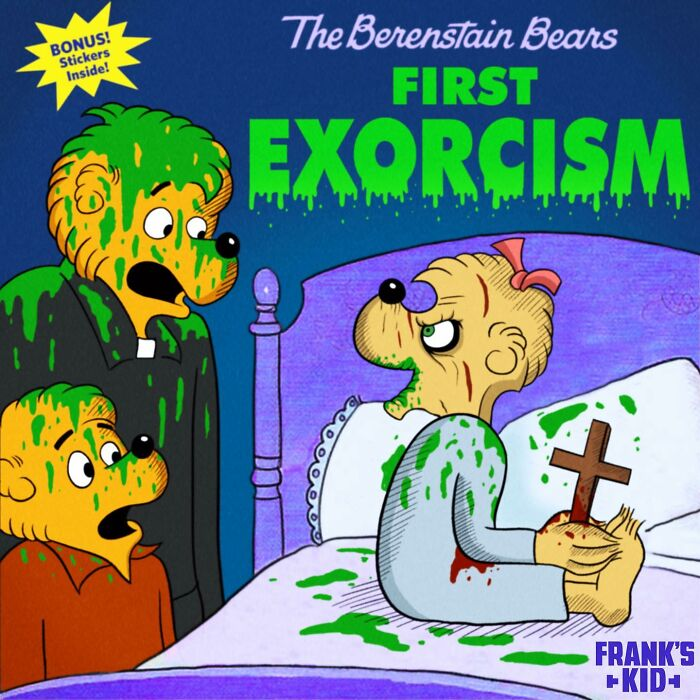 BONUS!
Stickers
Inside!
The Berenstain Bears
FIRST
EXORCISM
FRANK'S
KID